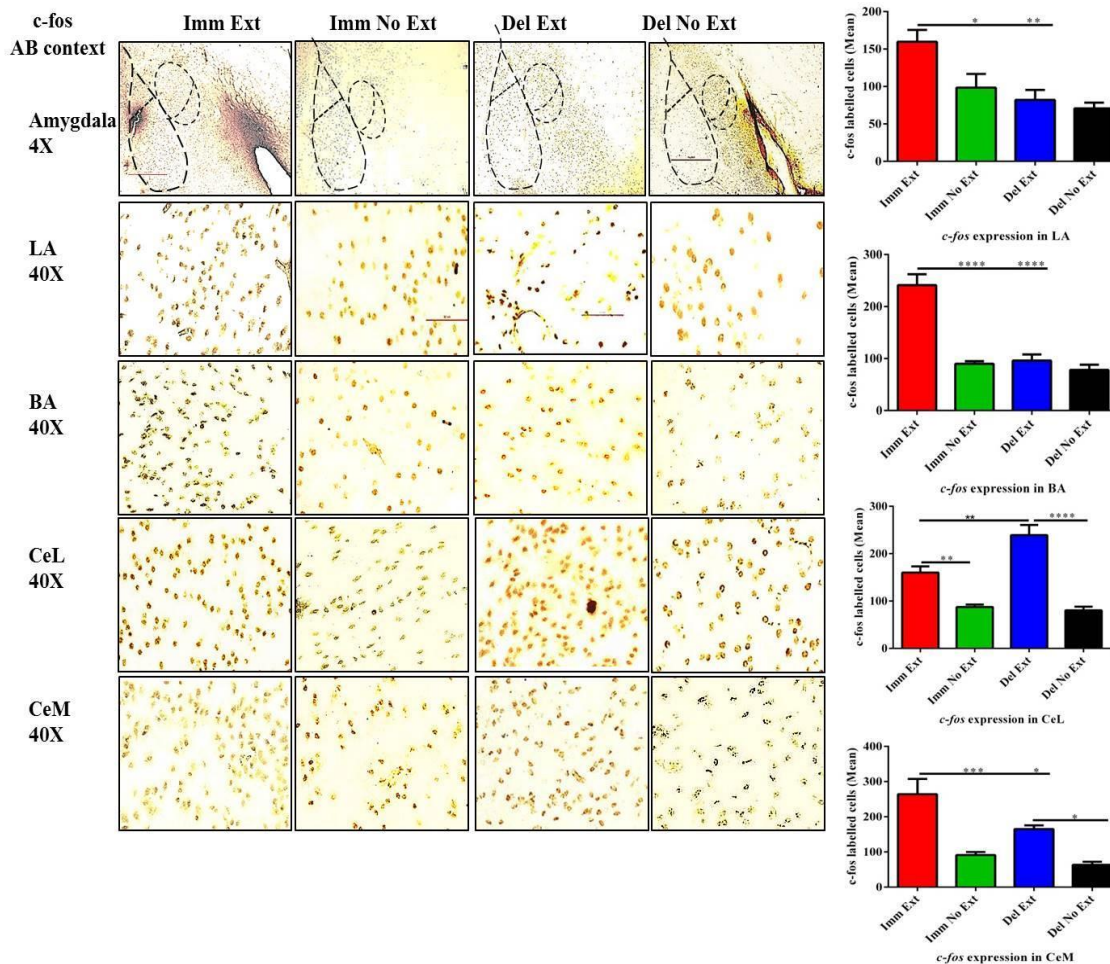 c-fos
AB context
Imm Ext
Imm No Ext
Del Ext
Del No Ext
Amygdala
4X
LA
40X
BA
40X
CeL
40X
CeM
40X
c-fos labelled cells (Mean)
200
150
100
50
0
*
**
Imm Ext
Imm No Ext
Del Ext
Del No Ext
c-fos expression in LA
c-fos labelled cells (Mean)
300
200
100
0
****
****
Imm Ext
Imm No Ext
Del Ext
Del No Ext
c-fos expression in BA
c-fos labelled cells (Mean)
300
200
100
0
**
**
****
Imm Ext
Imm No Ext
Del Ext
Del No Ext
c-fos expression in CeL
c-fos labelled cells (Mean)
400
300
200
100
0
***
*
*
Imm Ext
Imm No Ext
Del Ext
Del No Ext
c-fos expression in CeM